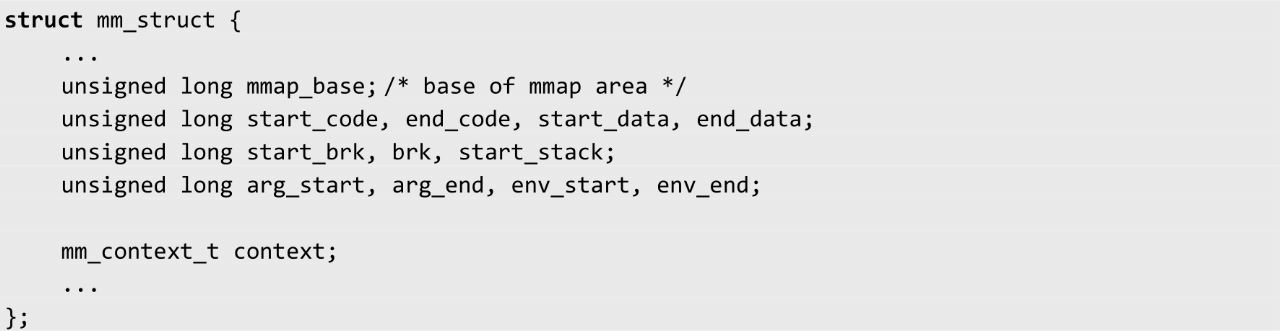 struct mm_struct {
...
unsigned long mmap_base; /* base of mmap area */
unsigned long start_code, end_code, start_data, end_data;
unsigned long start_brk, brk, start_stack;
unsigned long arg_start, arg_end, env_start, env_end;
mm_context_t context;
...
};